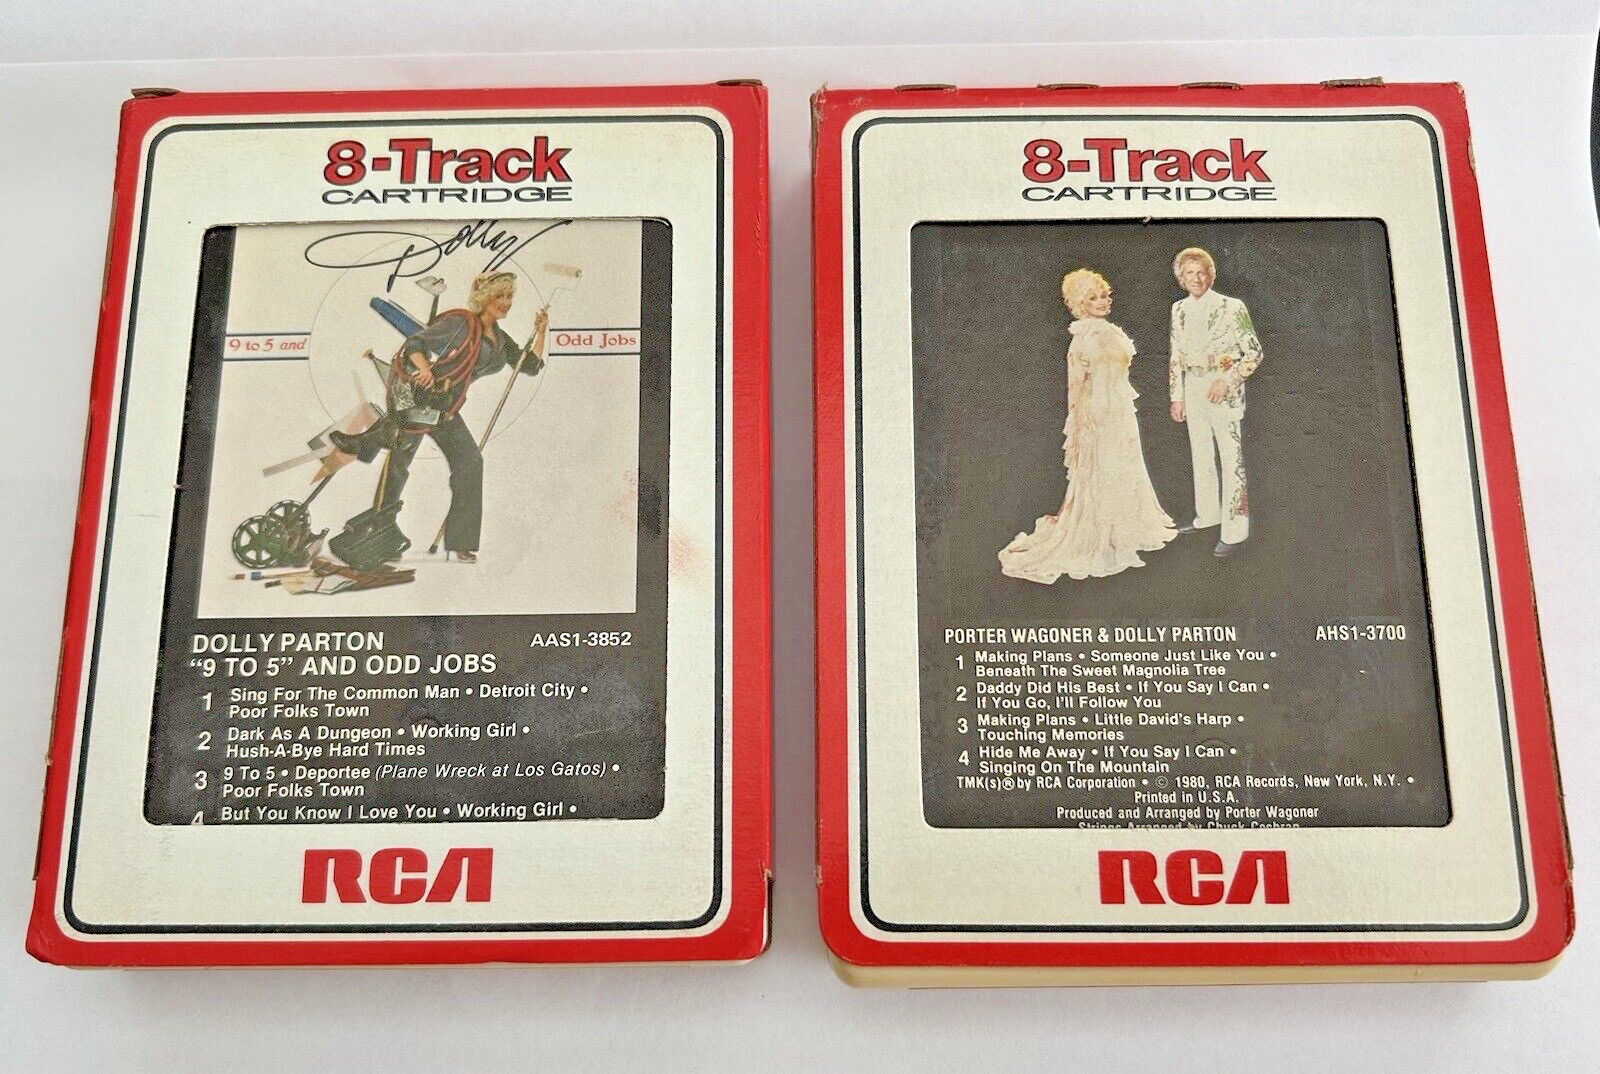 8-Track
CARTRIDGE
Dolly
9 to 5 and
Odd Jobs
DOLLY PARTON AAS1-3852
"9 TO 5" AND ODD JOBS
1 Sing For The Common Man • Detroit City •
Poor Folks Town
2 Dark As A Dungeon • Working Girl •
Hush-A-Bye Hard Times
3 9 To 5 • Deportee (Plane Wreck at Los Gatos) •
Poor Folks Town
4 But You Know I Love You • Working Girl •
RCA
8-Track
CARTRIDGE
PORTER WAGONER & DOLLY PARTON AHS1-3700
1 Making Plans • Someone Just Like You •
Beneath The Sweet Magnolia Tree
2 Daddy Did His Best • If You Say I Can •
If You Go, I'll Follow You
3 Making Plans • Little David's Harp •
Touching Memories
4 Hide Me Away • If You Say I Can •
Singing On The Mountain
TMK(s)® by RCA Corporation • © 1980, RCA Records, New York, N.Y. •
Printed in U.S.A.
Produced and Arranged by Porter Wagoner
Strings Arranged by Chuck Cochran
RCA